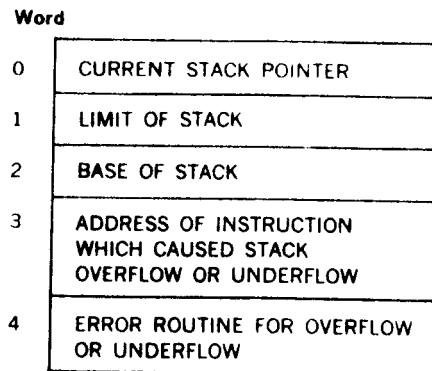 Word
0 CURRENT STACK POINTER
1 LIMIT OF STACK
2 BASE OF STACK
3 ADDRESS OF INSTRUCTION
WHICH CAUSED STACK
OVERFLOW OR UNDERFLOW
4 ERROR ROUTINE FOR OVERFLOW
OR UNDERFLOW